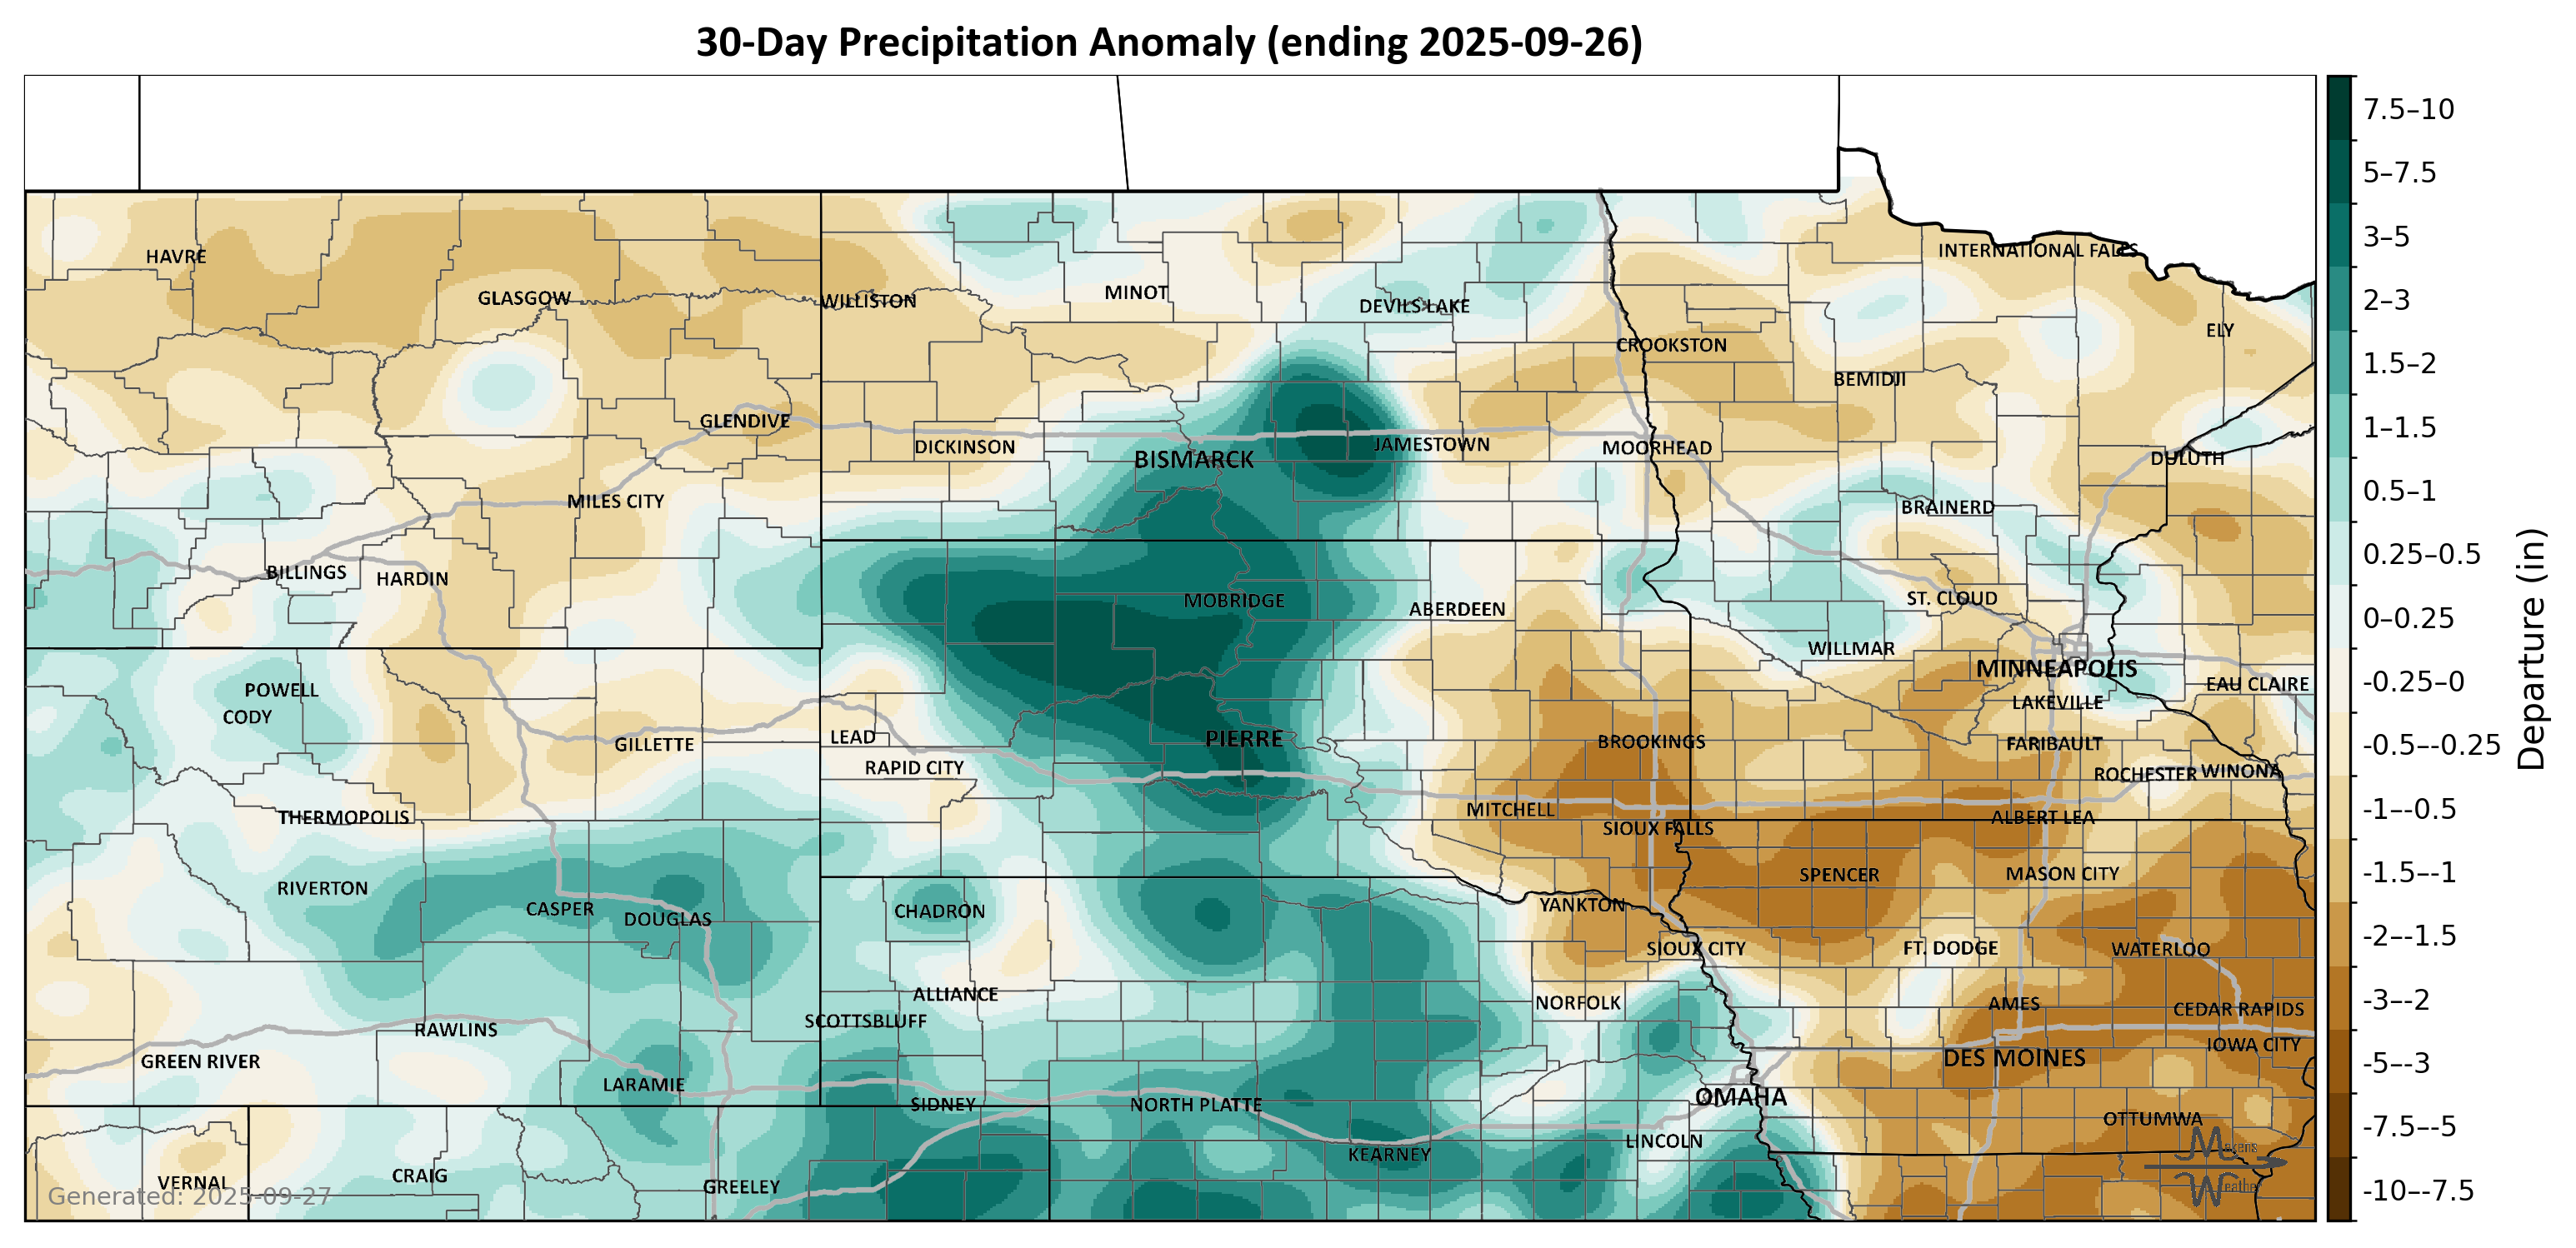 30-Day Precipitation Anomaly (ending 2025-09-26)
HAVRE
GLASGOW
WILLISTON
MINOT
DEVILS LAKE
INTERNATIONAL FALLS
ELY
CROOKSTON
BEMIDJI
GLENDIVE
DICKINSON
BISMARCK
JAMESTOWN
MOORHEAD
DULUTH
MILES CITY
BRAINERD
BILLINGS
HARDIN
MOBRIDGE
ABERDEEN
ST. CLOUD
WILLMAR
MINNEAPOLIS
EAU CLAIRE
POWELL
CODY
LAKEVILLE
GILLETTE
LEAD
PIERRE
BROOKINGS
FARIBAULT
RAPID CITY
ROCHESTER
WINONA
THERMOPOLIS
MITCHELL
ALBERT LEA
SIOUX FALLS
RIVERTON
SPENCER
MASON CITY
CASPER
DOUGLAS
CHADRON
YANKTON
SIOUX CITY
FT. DODGE
WATERLOO
ALLIANCE
NORFOLK
AMES
CEDAR RAPIDS
SCOTTSBLUFF
RAWLINS
IOWA CITY
GREEN RIVER
DES MOINES
LARAMIE
SIDNEY
NORTH PLATTE
OMAHA
OTTUMWA
LINCOLN
KEARNEY
VERNAL
CRAIG
GREELEY
Generated: 2025-09-27
Makens
Weather
7.5–10
5–7.5
3–5
2–3
1.5–2
1–1.5
0.5–1
0.25–0.5
0–0.25
-0.25–0
-0.5–-0.25
-1–-0.5
-1.5–-1
-2–-1.5
-3–-2
-5–-3
-7.5–-5
-10–-7.5
Departure (in)